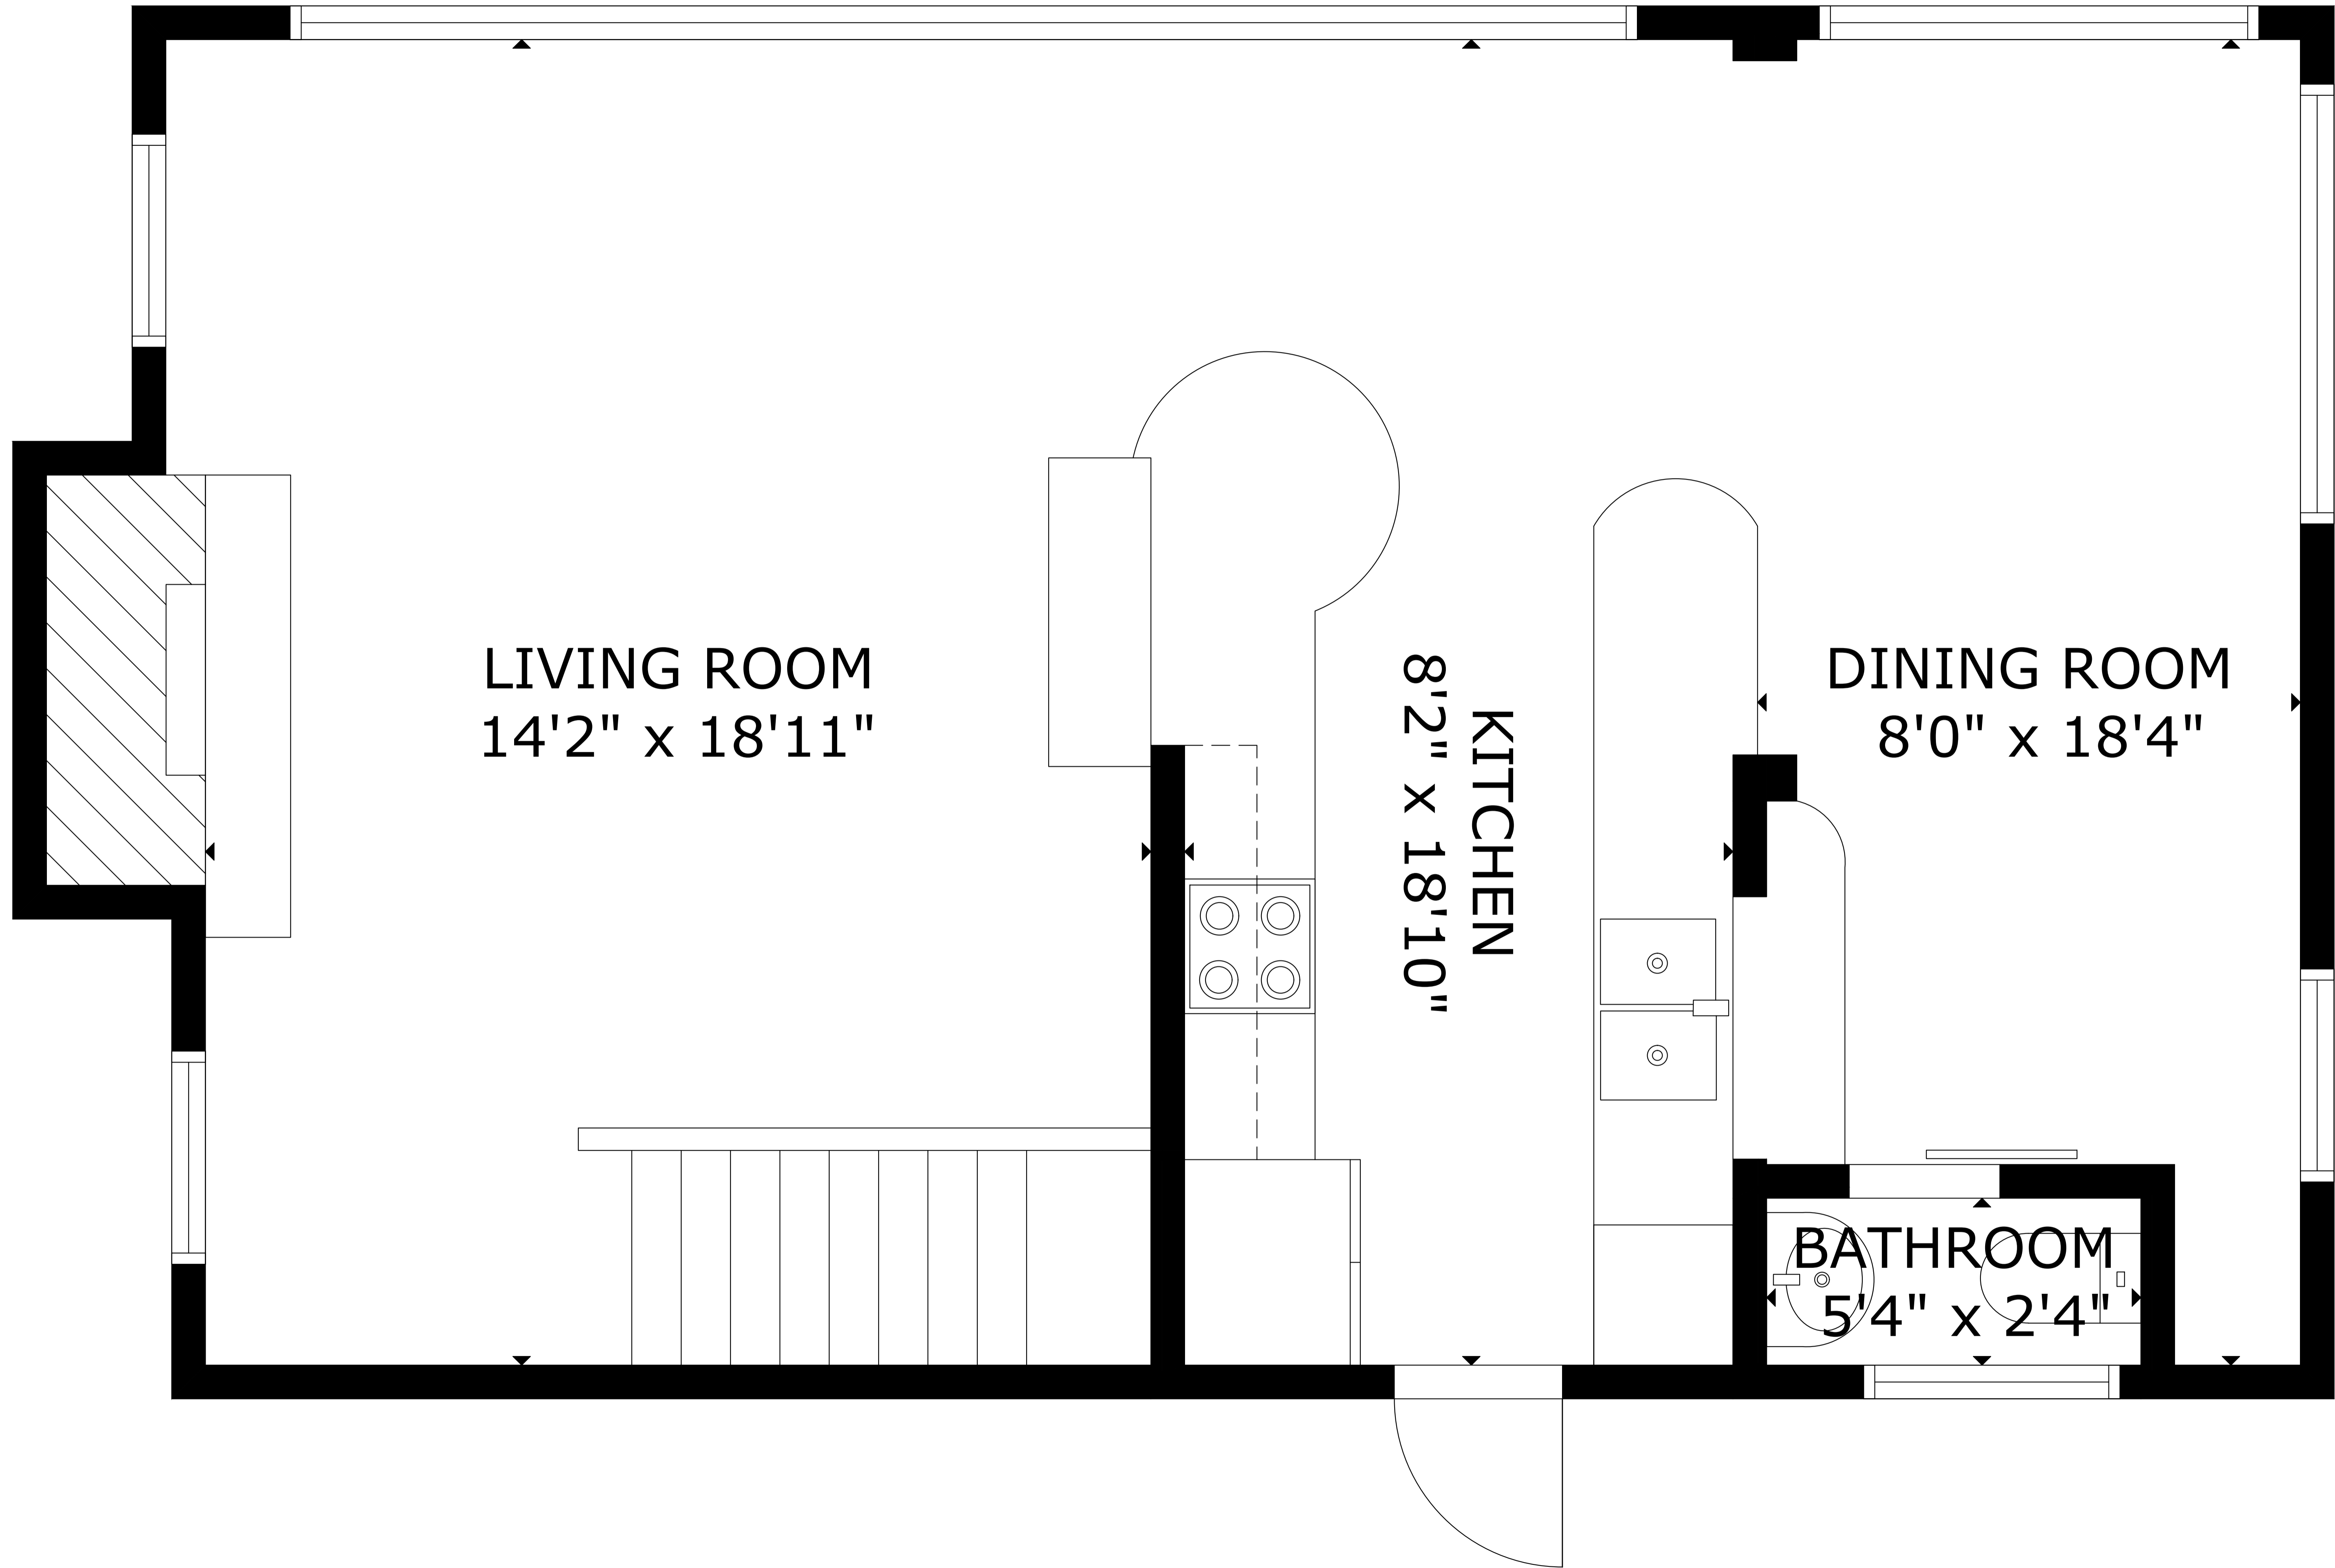 LIVING ROOM
14'2" x 18'11"
KITCHEN
8'2" x 18'10"
DINING ROOM
8'0" x 18'4"
BATHROOM
5'4" x 2'4"